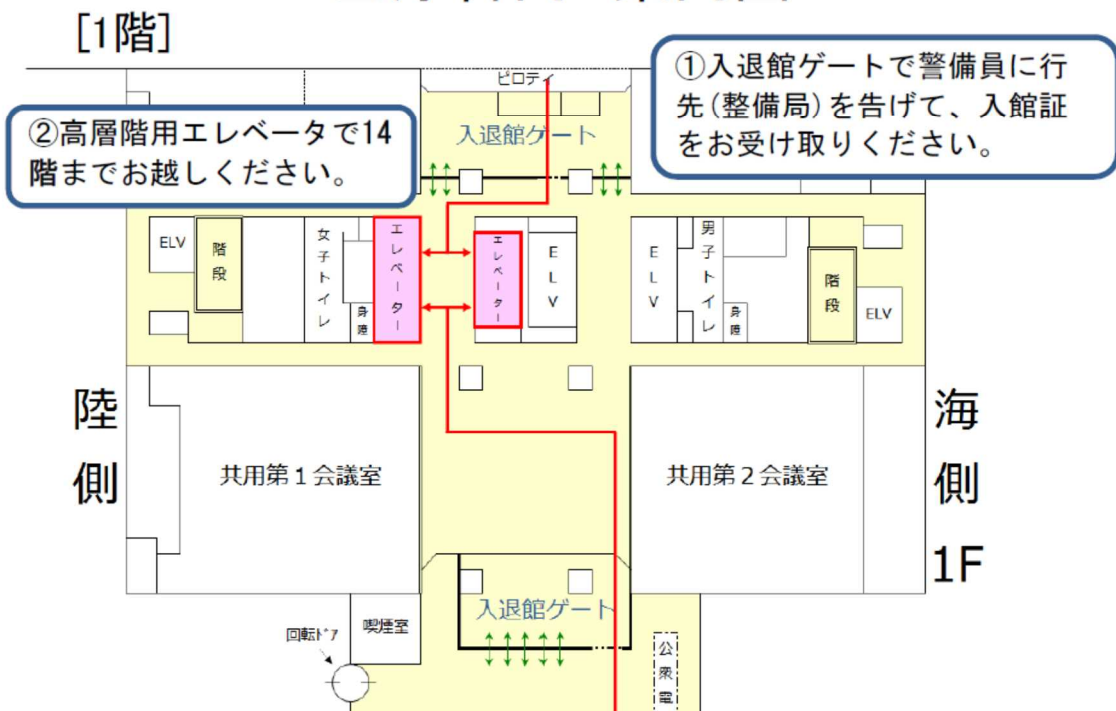 [1階]
①入退館ゲートで警備員に行
先(整備局)を告げて、入館証
をお受け取りください。
②高層階用エレベータで14
階までお越しください。
ピロティ
入退館ゲート
ELV
階段
女子トイレ
身障
エレベーター
エレベーター
ELV
ELV
男子トイレ
身障
階段
ELV
陸側
共用第1会議室
共用第2会議室
海側
1F
入退館ゲート
回転ドア
喫煙室
公衆電